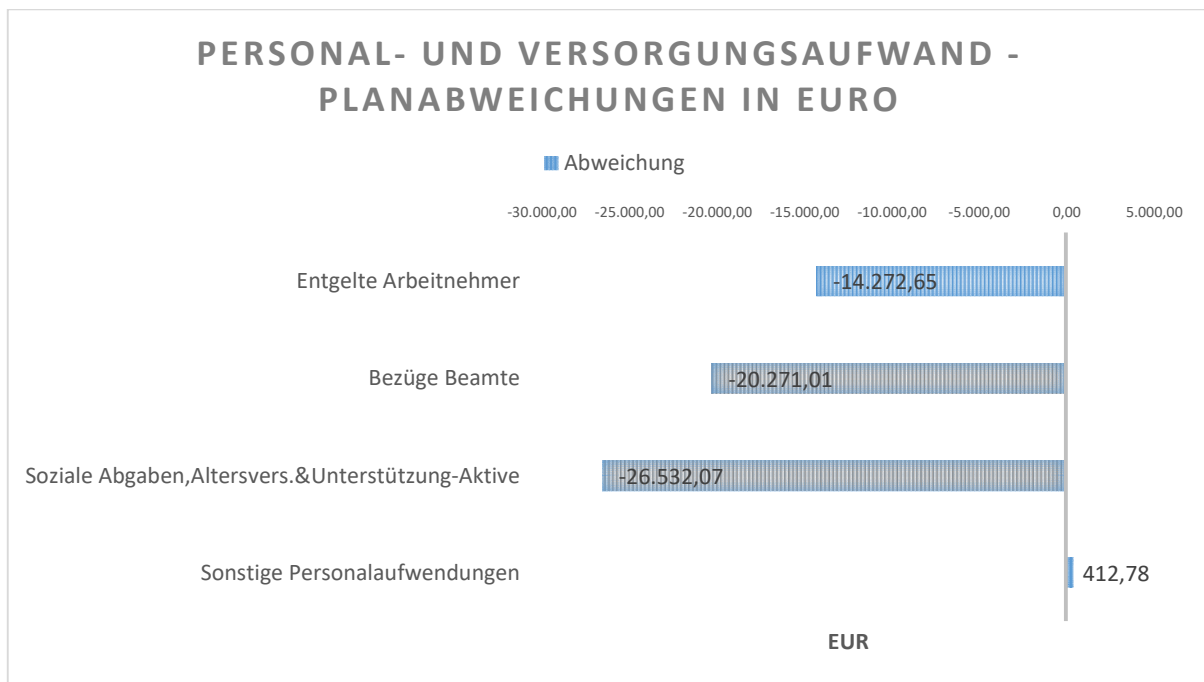 PERSONAL- UND VERSORGUNGSAUFWAND -
PLANABWEICHUNGEN IN EURO
Abweichung
-30.000,00 -25.000,00 -20.000,00 -15.000,00 -10.000,00 -5.000,00 0,00 5.000,00
Entgelte Arbeitnehmer -14.272,65
Bezüge Beamte -20.271,01
Soziale Abgaben,Altersvers.&Unterstützung-Aktive -26.532,07
Sonstige Personalaufwendungen 412,78
EUR